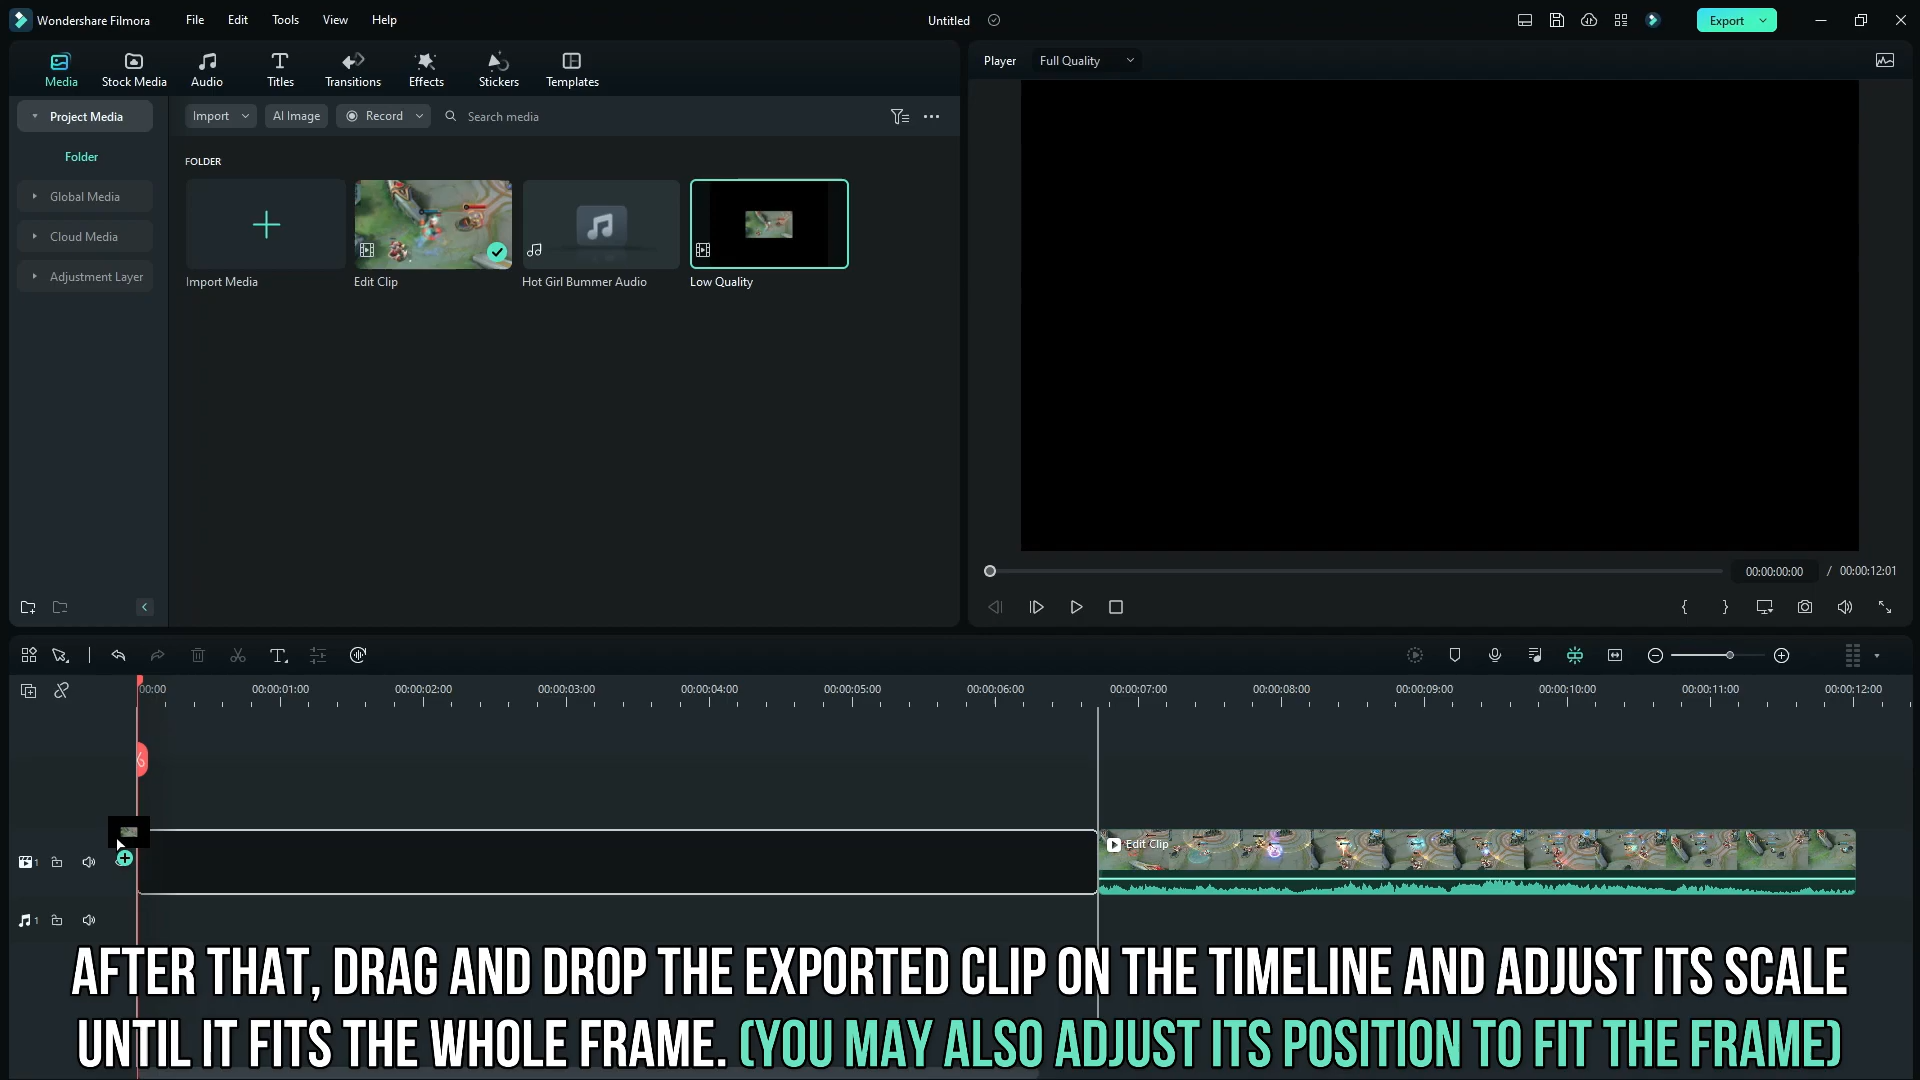 Wondershare Filmora
File
Edit
Tools
View
Help
Untitled
Export
Media
Stock Media
Audio
Titles
Transitions
Effects
Stickers
Templates
Player
Full Quality
Project Media
Import
AI Image
Record
Search media
Folder
FOLDER
Global Media
Cloud Media
Adjustment Layer
Import Media
Edit Clip
Hot Girl Bummer Audio
Low Quality
00:00:00:00
/ 00:00:12:01
{ }
00:00
00:00:01:00
00:00:02:00
00:00:03:00
00:00:04:00
00:00:05:00
00:00:06:00
00:00:07:00
00:00:08:00
00:00:09:00
00:00:10:00
00:00:11:00
00:00:12:00
Edit Clip
1
1
AFTER THAT, DRAG AND DROP THE EXPORTED CLIP ON THE TIMELINE AND ADJUST ITS SCALE
UNTIL IT FITS THE WHOLE FRAME. (YOU MAY ALSO ADJUST ITS POSITION TO FIT THE FRAME)